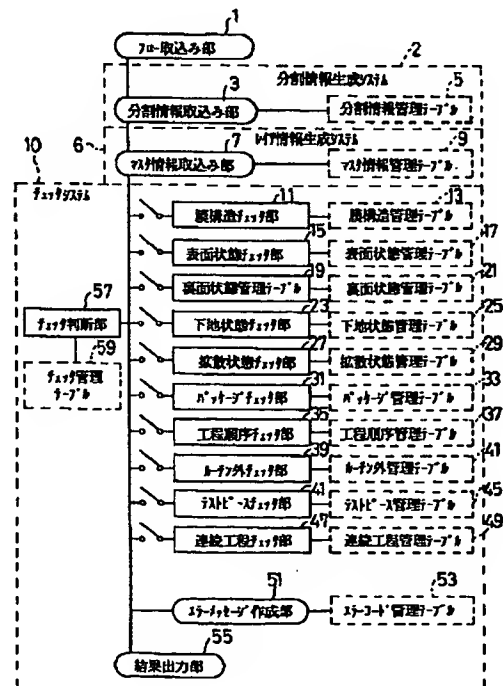 1
フロー取込み部
2
分割情報生成システム
3
5
分割情報取込み部
分割情報管理テーブル
レイア情報生成システム
6
7
9
マスタ情報取込み部
マスタ情報管理テーブル
10
チェックシステム
11
13
膜構造チェック部
膜構造管理テーブル
15
17
表面状態チェック部
表面状態管理テーブル
19
21
裏面状態管理テーブル
裏面状態管理テーブル
57
23
25
チェック判断部
下地状態チェック部
下地状態管理テーブル
59
27
29
チェック管理
テーブル
拡散状態チェック部
拡散状態管理テーブル
31
33
パッケージチェック部
パッケージ管理テーブル
35
37
工程順序チェック部
工程順序管理テーブル
39
41
ルーチン外チェック部
ルーチン外管理テーブル
41
45
テストピースチェック部
テストピース管理テーブル
47
49
連続工程チェック部
連続工程管理テーブル
51
53
エラーメッセージ作成部
エラーコード管理テーブル
55
結果出力部